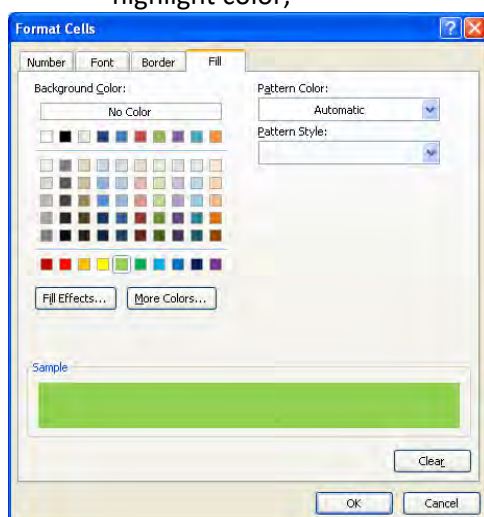 highlight color,
Format Cells
Number Font Border Fill
Background Color: Pattern Color:
No Color Automatic
Pattern Style:
Fill Effects... More Colors...
Sample
Clear
OK Cancel